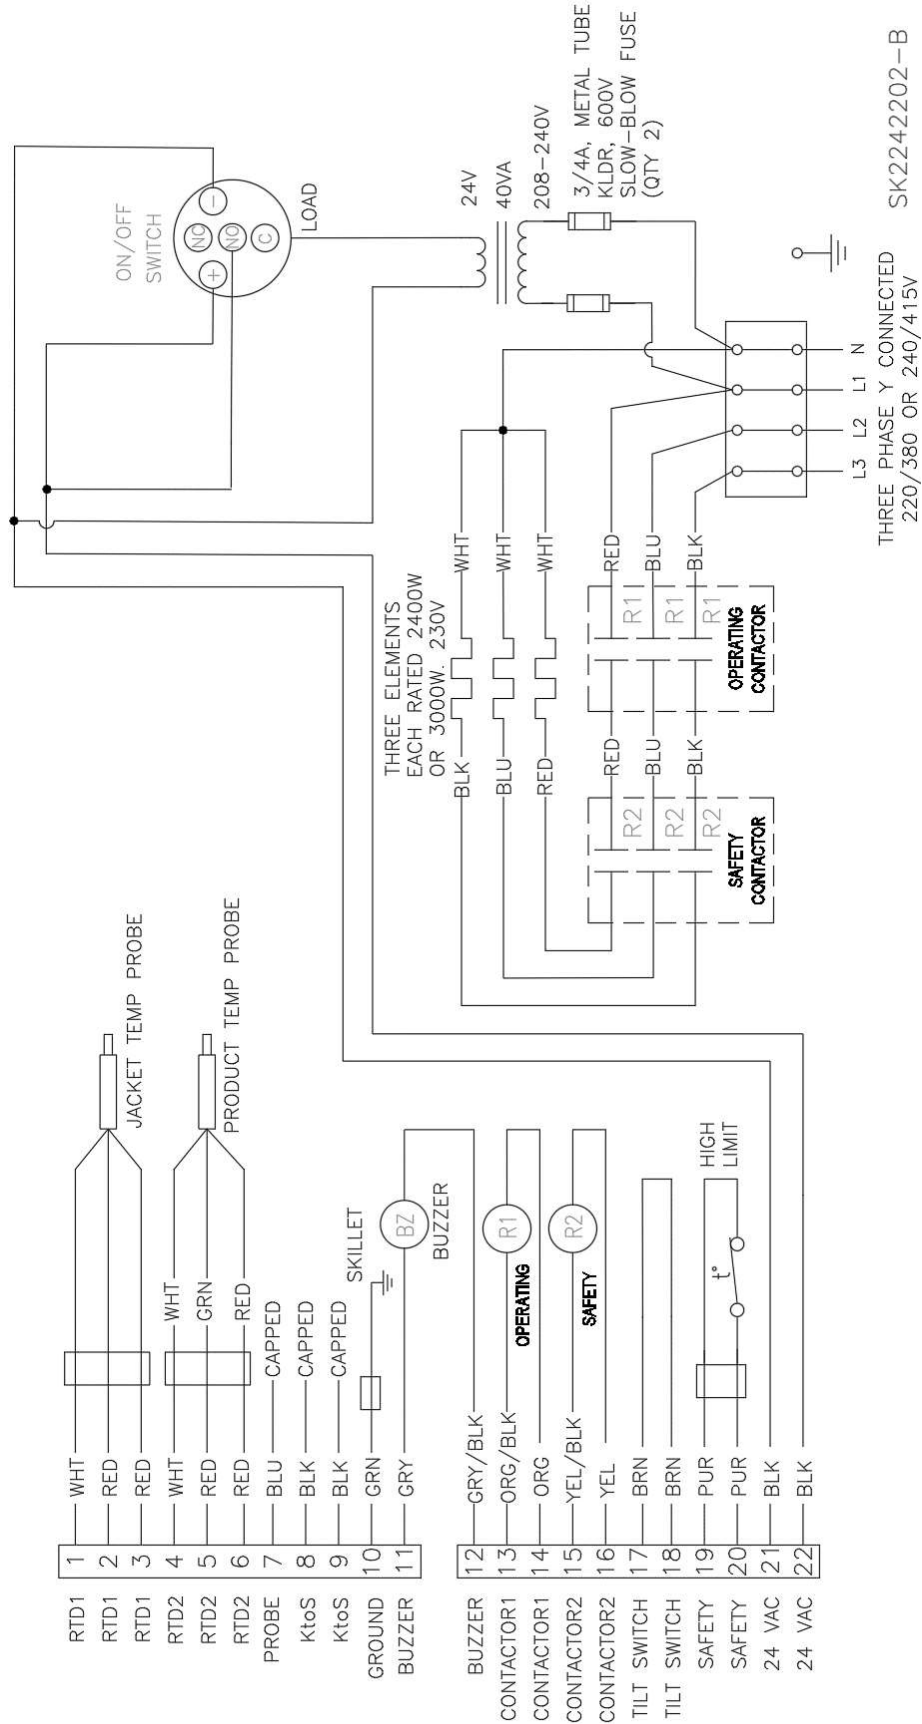 RTD1 1 WHT
RTD1 2 RED
RTD1 3 RED
JACKET TEMP PROBE
RTD2 4 WHT WHT
RTD2 5 RED GRN
RTD2 6 RED RED
PRODUCT TEMP PROBE
PROBE 7 BLU CAPPED
KtoS 8 BLK CAPPED
KtoS 9 BLK CAPPED
GROUND 10 GRN
SKILLET
BUZZER 11 GRY
BZ
BUZZER
BUZZER 12 GRY/BLK
CONTACTOR1 13 ORG/BLK
R1
OPERATING
CONTACTOR1 14 ORG
CONTACTOR2 15 YEL/BLK
R2
SAFETY
CONTACTOR2 16 YEL
TILT SWITCH 17 BRN
TILT SWITCH 18 BRN
SAFETY 19 PUR
SAFETY 20 PUR
t°
HIGH
LIMIT
24 VAC 21 BLK
24 VAC 22 BLK
ON/OFF
SWITCH
+
NC
NO
C
-
LOAD
24V
40VA
208-240V
3/4A, METAL TUBE
KLDR, 600V
SLOW-BLOW FUSE
(QTY 2)
THREE ELEMENTS
EACH RATED 2400W
OR 3000W. 230V
BLK WHT
BLU WHT
RED WHT
RED RED
BLU BLU
BLK BLK
R2
R2
R2
SAFETY
CONTACTOR
R1
R1
R1
OPERATING
CONTACTOR
L3 L2 L1 N
THREE PHASE Y CONNECTED
220/380 OR 240/415V
SK2242202-B